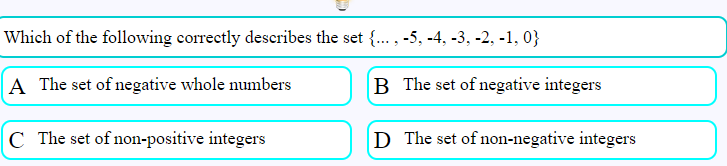 Which of the following correctly describes the set {... , -5, -4, -3, -2, -1, 0}
A The set of negative whole numbers
B The set of negative integers
C The set of non-positive integers
D The set of non-negative integers